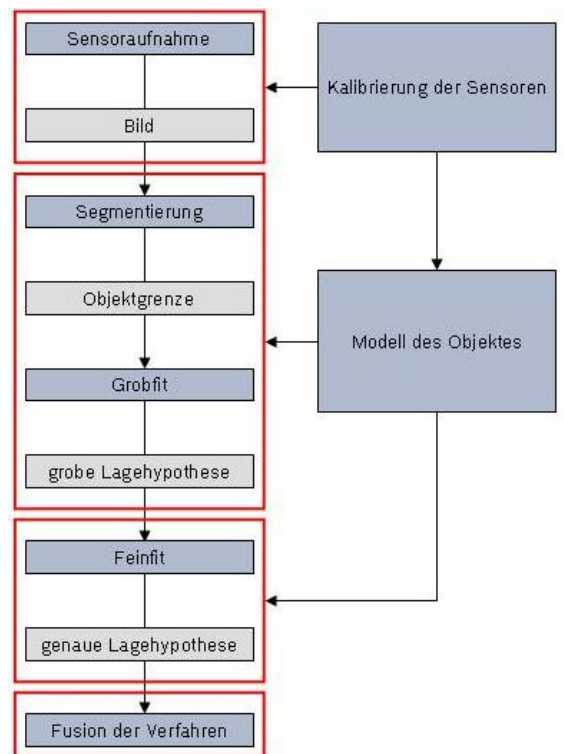 Sensoraufnahme
Bild
Segmentierung
Objektgrenze
Grobfit
grobe Lagehypothese
Feinfit
genaue Lagehypothese
Fusion der Verfahren
Kalibrierung der Sensoren
Modell des Objektes